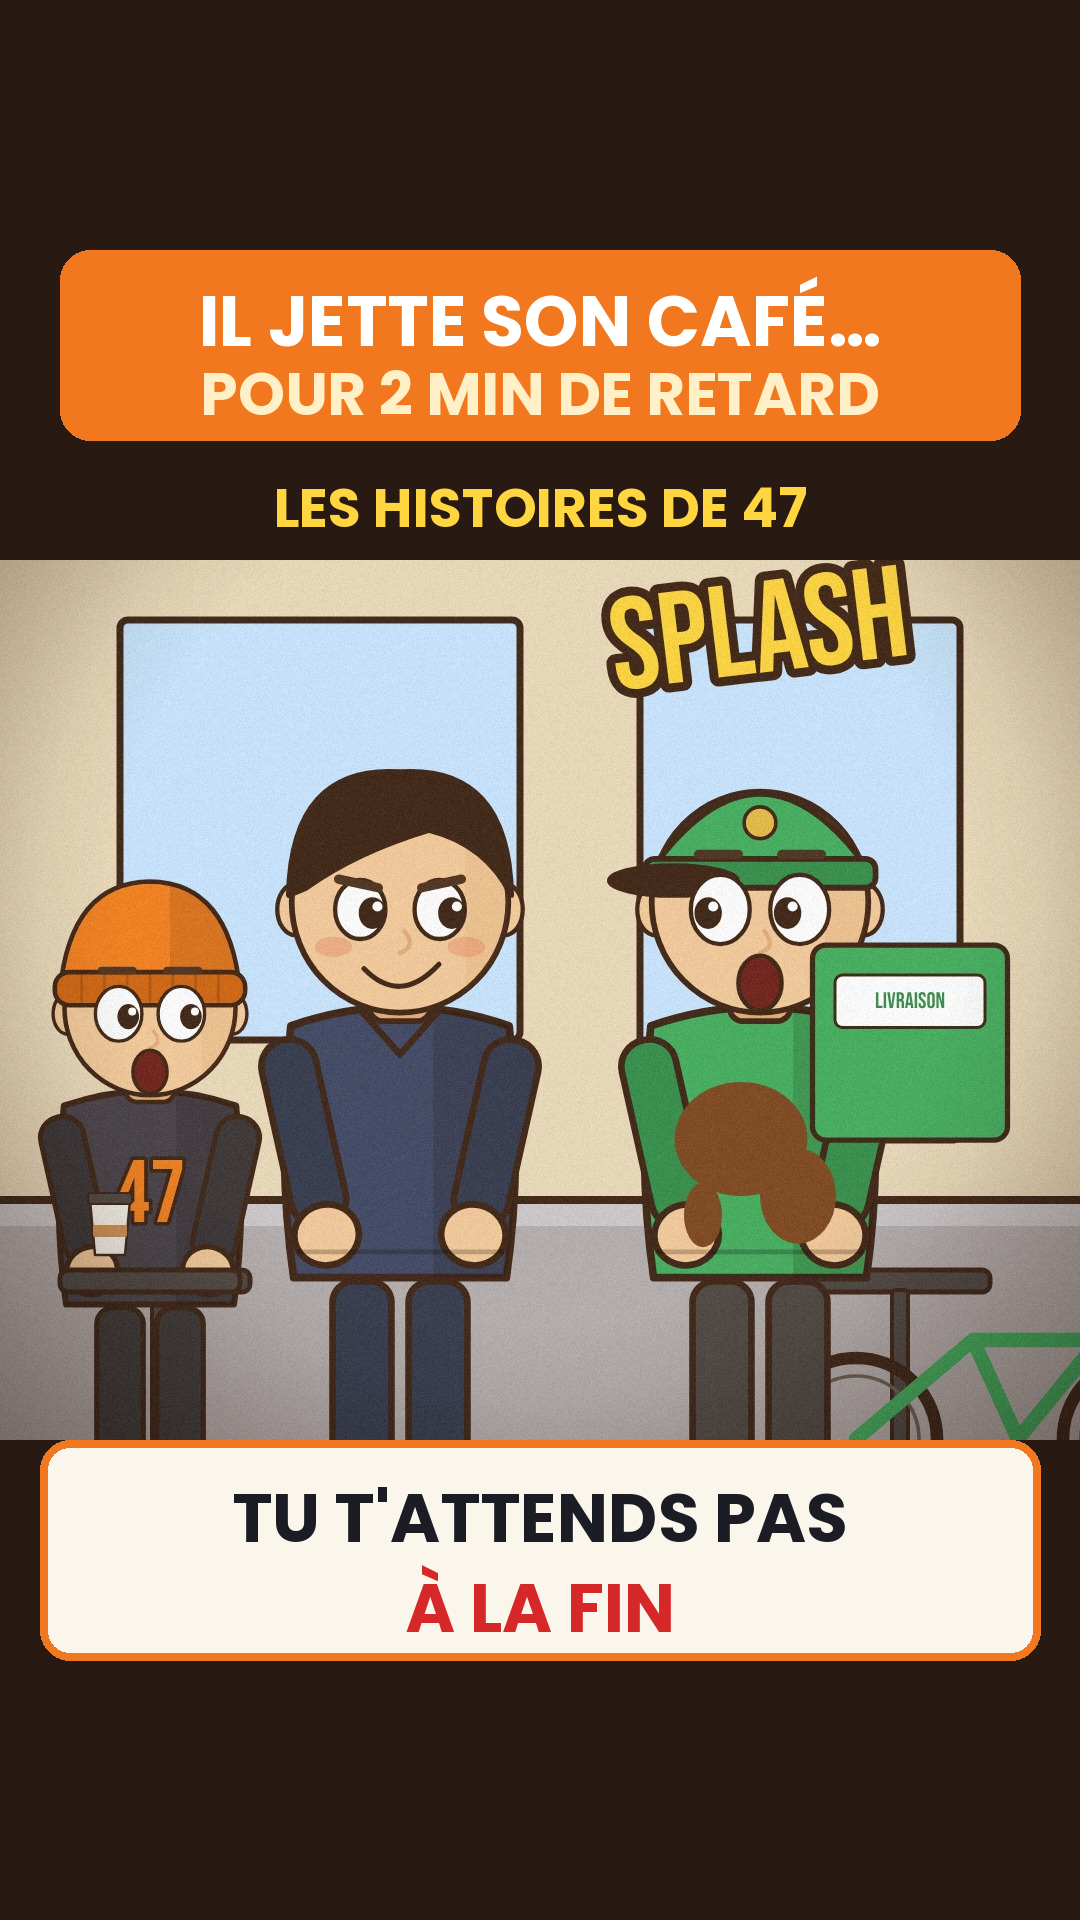 IL JETTE SON CAFÉ...
POUR 2 MIN DE RETARD
LES HISTOIRES DE 47
SPLASH
LIVRAISON
47
TU T'ATTENDS PAS
À LA FIN